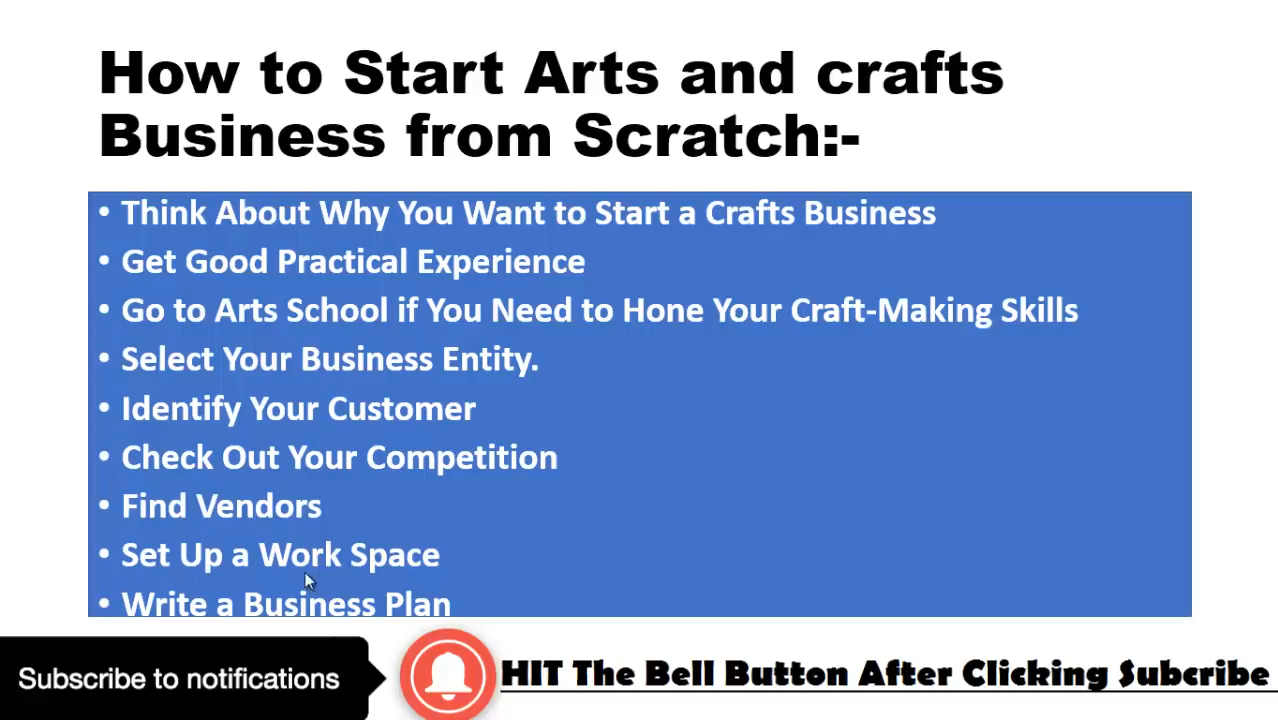 How to Start Arts and crafts
Business from Scratch:-
• Think About Why You Want to Start a Crafts Business
• Get Good Practical Experience
• Go to Arts School if You Need to Hone Your Craft-Making Skills
• Select Your Business Entity.
• Identify Your Customer
• Check Out Your Competition
• Find Vendors
• Set Up a Work Space
• Write a Business Plan
Subscribe to notifications
HIT The Bell Button After Clicking Subcribe